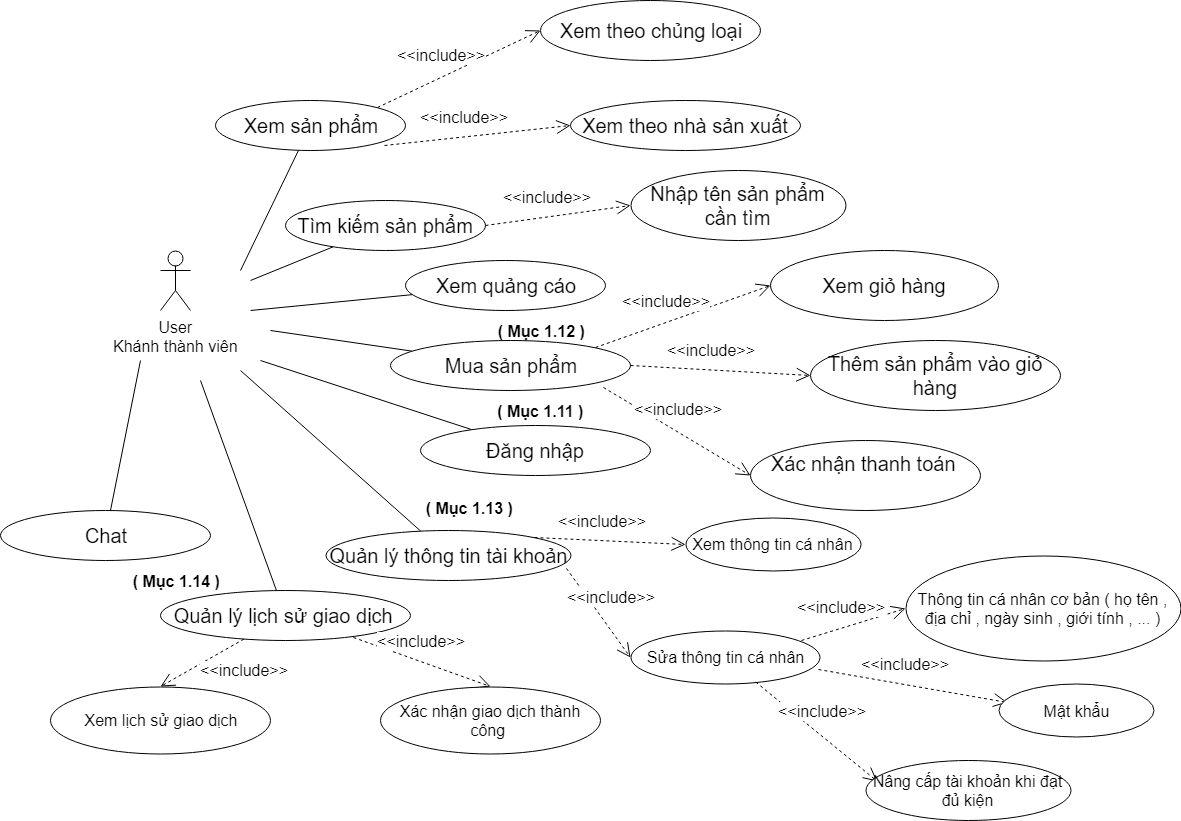 Xem theo chủng loại
<<include>>
Xem sản phẩm
<<include>>
Xem theo nhà sản xuất
Tìm kiếm sản phẩm
<<include>>
Nhập tên sản phẩm
cần tìm
Xem quảng cáo
User
Khánh thành viên
( Mục 1.12 )
Mua sản phẩm
<<include>>
Xem giỏ hàng
<<include>>
Thêm sản phẩm vào giỏ
hàng
<<include>>
Xác nhận thanh toán
( Mục 1.11 )
Đăng nhập
Chat
( Mục 1.13 )
Quản lý thông tin tài khoản
<<include>>
Xem thông tin cá nhân
<<include>>
Sửa thông tin cá nhân
<<include>>
Thông tin cá nhân cơ bản ( họ tên ,
địa chỉ , ngày sinh , giới tính , ... )
<<include>>
Mật khẩu
<<include>>
Nâng cấp tài khoản khi đạt
đủ kiện
( Mục 1.14 )
Quản lý lịch sử giao dịch
<<include>>
<<include>>
Xem lịch sử giao dịch
Xác nhận giao dịch thành
công